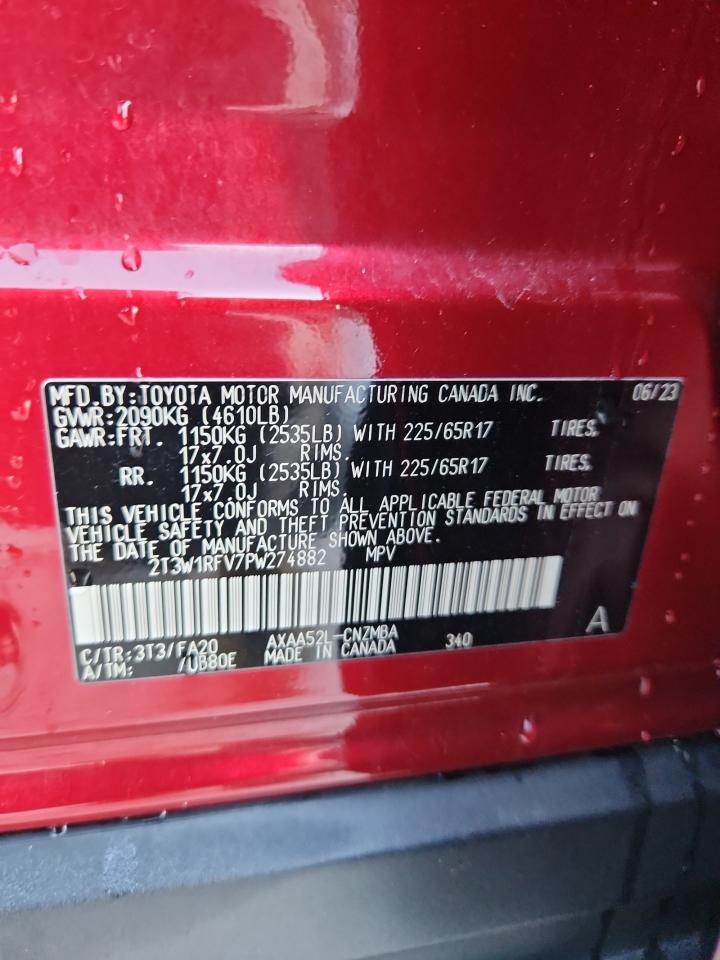 MFD.BY:TOYOTA MOTOR MANUFACTURING CANADA INC. 06/23
GVWR:2090KG (4610LB)
GAWR:FRT. 1150KG (2535LB) WITH 225/65R17 TIRES,
17x7.0J RIMS.
RR. 1150KG (2535LB) WITH 225/65R17 TIRES,
17x7.0J RIMS.
THIS VEHICLE CONFORMS TO ALL APPLICABLE FEDERAL MOTOR
VEHICLE SAFETY AND THEFT PREVENTION STANDARDS IN EFFECT ON
THE DATE OF MANUFACTURE SHOWN ABOVE.
2T3W1RFV7PW274882 MPV
A
C/TR:3T3/FA20 AXAA52L-CNZMBA 340
A/TM: /UB80E MADE IN CANADA